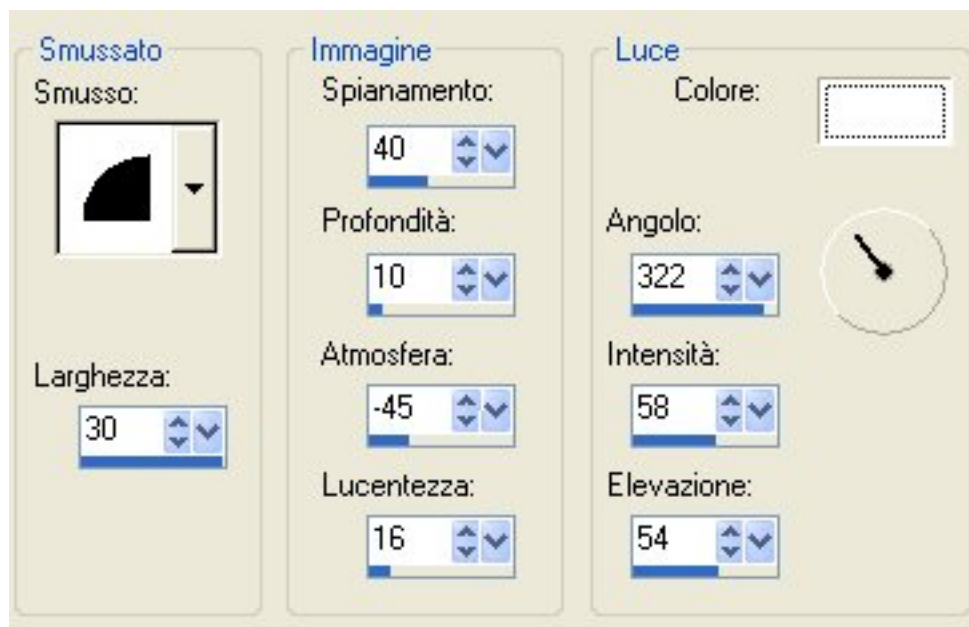 Smussato
Smusso:
Larghezza:
30
Immagine
Spianamento:
40
Profondità:
10
Atmosfera:
-45
Lucentezza:
16
Luce
Colore:
Angolo:
322
Intensità:
58
Elevazione:
54